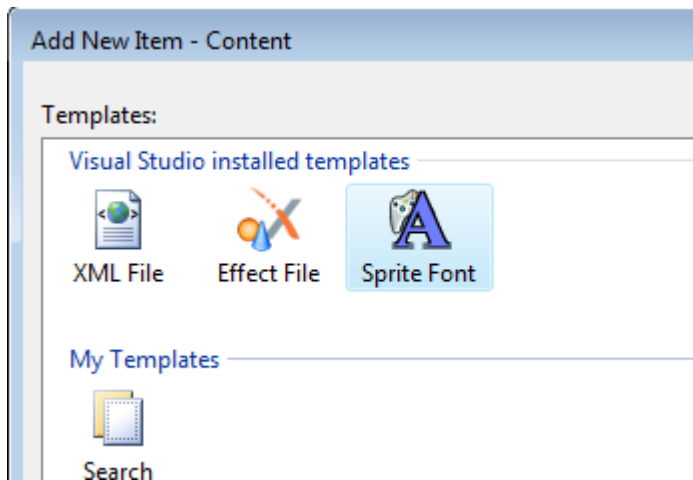 Add New Item - Content
Templates:
Visual Studio installed templates
XML File Effect File Sprite Font
My Templates
Search